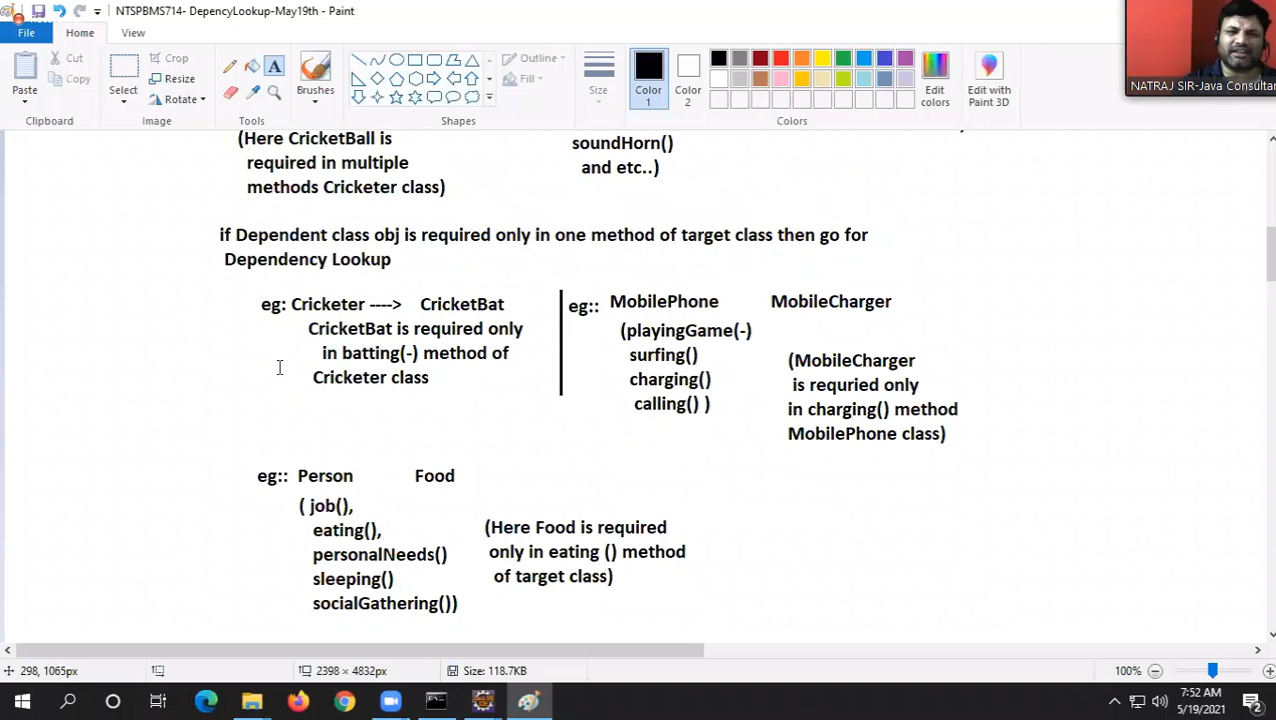 NTSPBMS714- DepencyLookup-May19th - Paint
File
Home
View
Paste
Cut
Copy
Clipboard
Select
Crop
Resize
Rotate
Image
A
Tools
Brushes
Outline
Fill
Shapes
Size
Color
1
Color
2
Edit
colors
Edit with
Paint 3D
Colors
NATRAJ SIR-Java Consultan
(Here CricketBall is
required in multiple
methods Cricketer class)
soundHorn()
and etc..)
if Dependent class obj is required only in one method of target class then go for
Dependency Lookup
eg: Cricketer ----> CricketBat
CricketBat is required only
in batting(-) method of
Cricketer class
eg:: MobilePhone MobileCharger
(playingGame(-)
surfing()
charging()
calling() )
(MobileCharger
is requried only
in charging() method
MobilePhone class)
eg:: Person Food
( job(),
eating(),
personalNeeds()
sleeping()
socialGathering())
(Here Food is required
only in eating () method
of target class)
298, 1065px
2398 × 4832px
Size: 118.7KB
100%
7:52 AM
5/19/2021
2